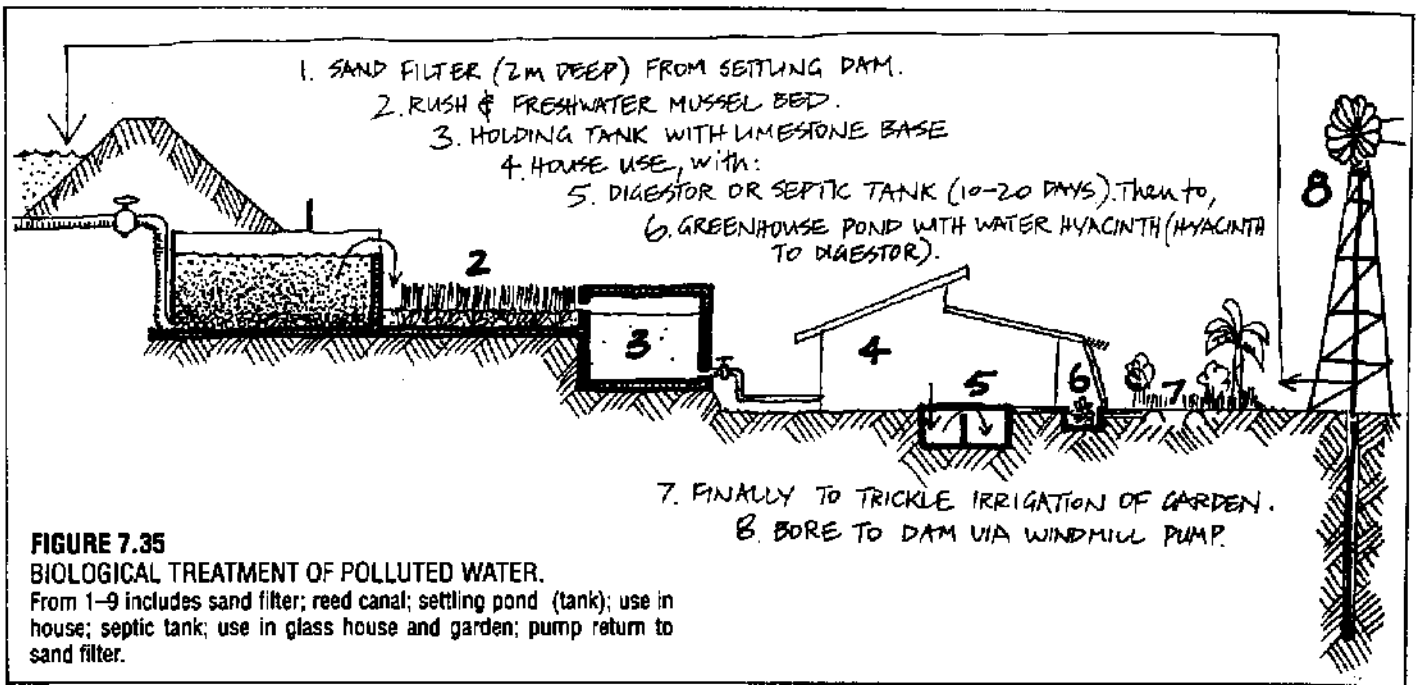 1. SAND FILTER (2M DEEP) FROM SETTLING DAM.
2. RUSH & FRESHWATER MUSSEL BED.
3. HOLDING TANK WITH LIMESTONE BASE
4. HOUSE USE, with:
5. DIGESTOR OR SEPTIC TANK (10-20 DAYS). Then to,
6. GREENHOUSE POND WITH WATER HYACINTH (HYACINTH
TO DIGESTOR).
8
2
3
4
5
6
7
7. FINALLY TO TRICKLE IRRIGATION OF GARDEN.
8. BORE TO DAM VIA WINDMILL PUMP.
FIGURE 7.35
BIOLOGICAL TREATMENT OF POLLUTED WATER.
From 1–9 includes sand filter; reed canal; settling pond (tank); use in
house; septic tank; use in glass house and garden; pump return to
sand filter.